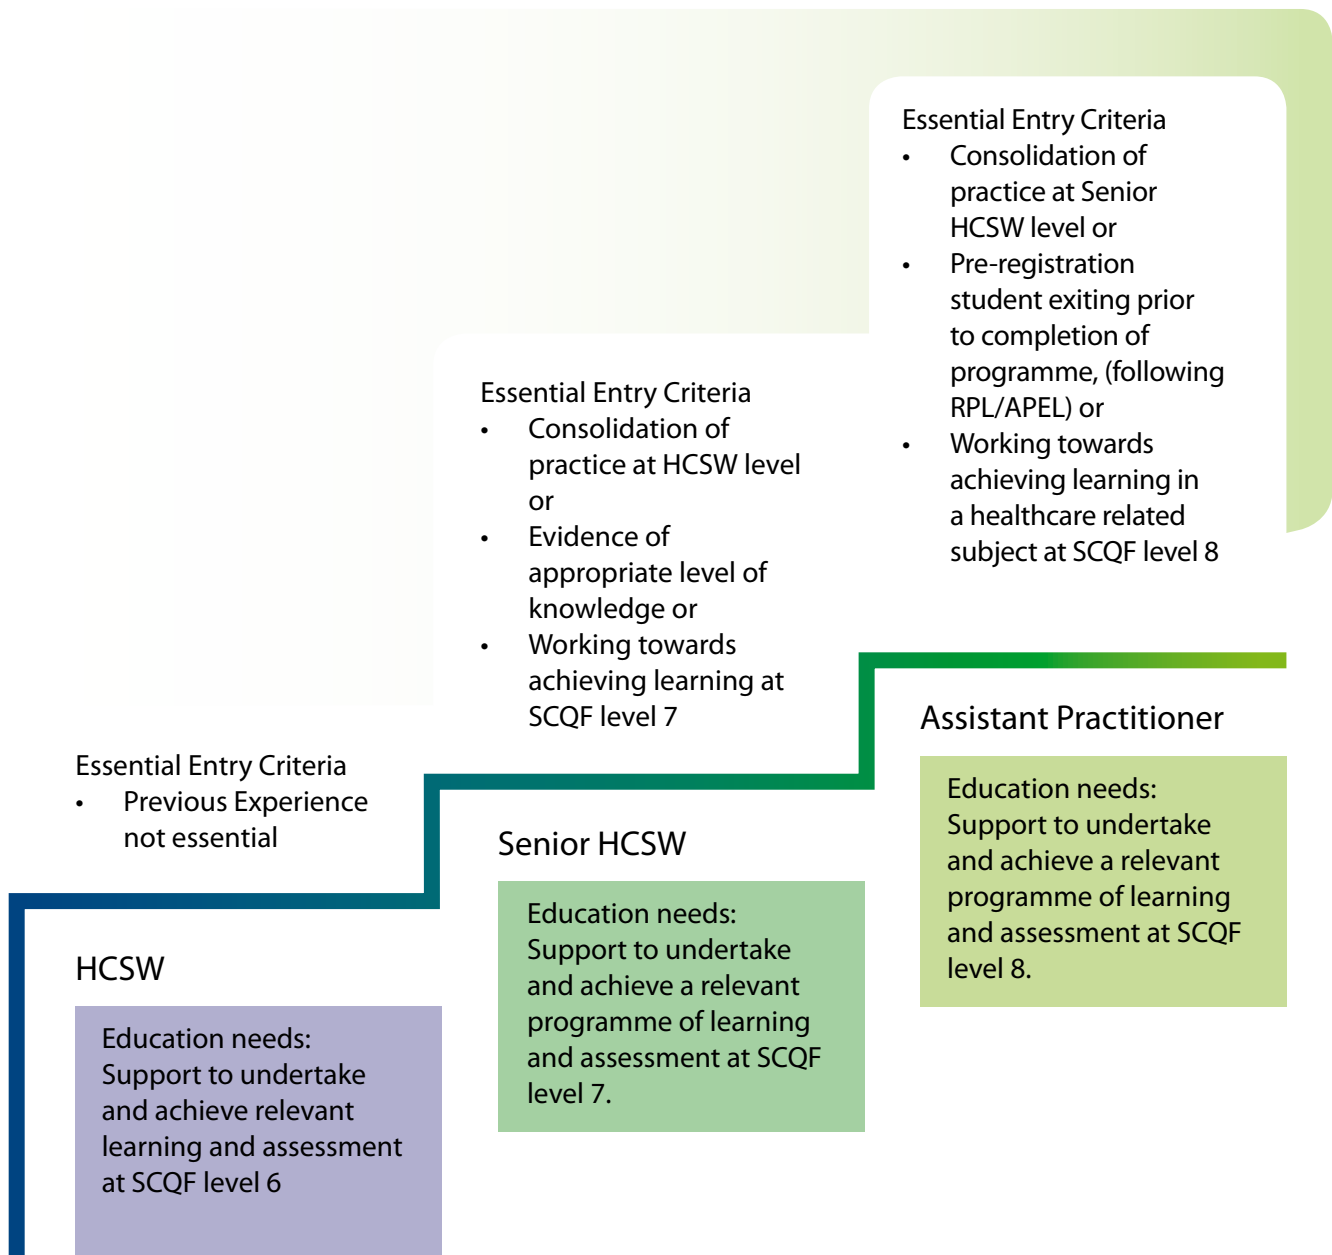 Essential Entry Criteria
• Consolidation of
practice at Senior
HCSW level or
• Pre-registration
student exiting prior
to completion of
programme, (following
RPL/APEL) or
• Working towards
achieving learning in
a healthcare related
subject at SCQF level 8
Essential Entry Criteria
• Consolidation of
practice at HCSW level
or
• Evidence of
appropriate level of
knowledge or
• Working towards
achieving learning at
SCQF level 7
Essential Entry Criteria
• Previous Experience
not essential
Assistant Practitioner
Education needs:
Support to undertake
and achieve a relevant
programme of learning
and assessment at SCQF
level 8.
Senior HCSW
Education needs:
Support to undertake
and achieve a relevant
programme of learning
and assessment at SCQF
level 7.
HCSW
Education needs:
Support to undertake
and achieve relevant
learning and assessment
at SCQF level 6